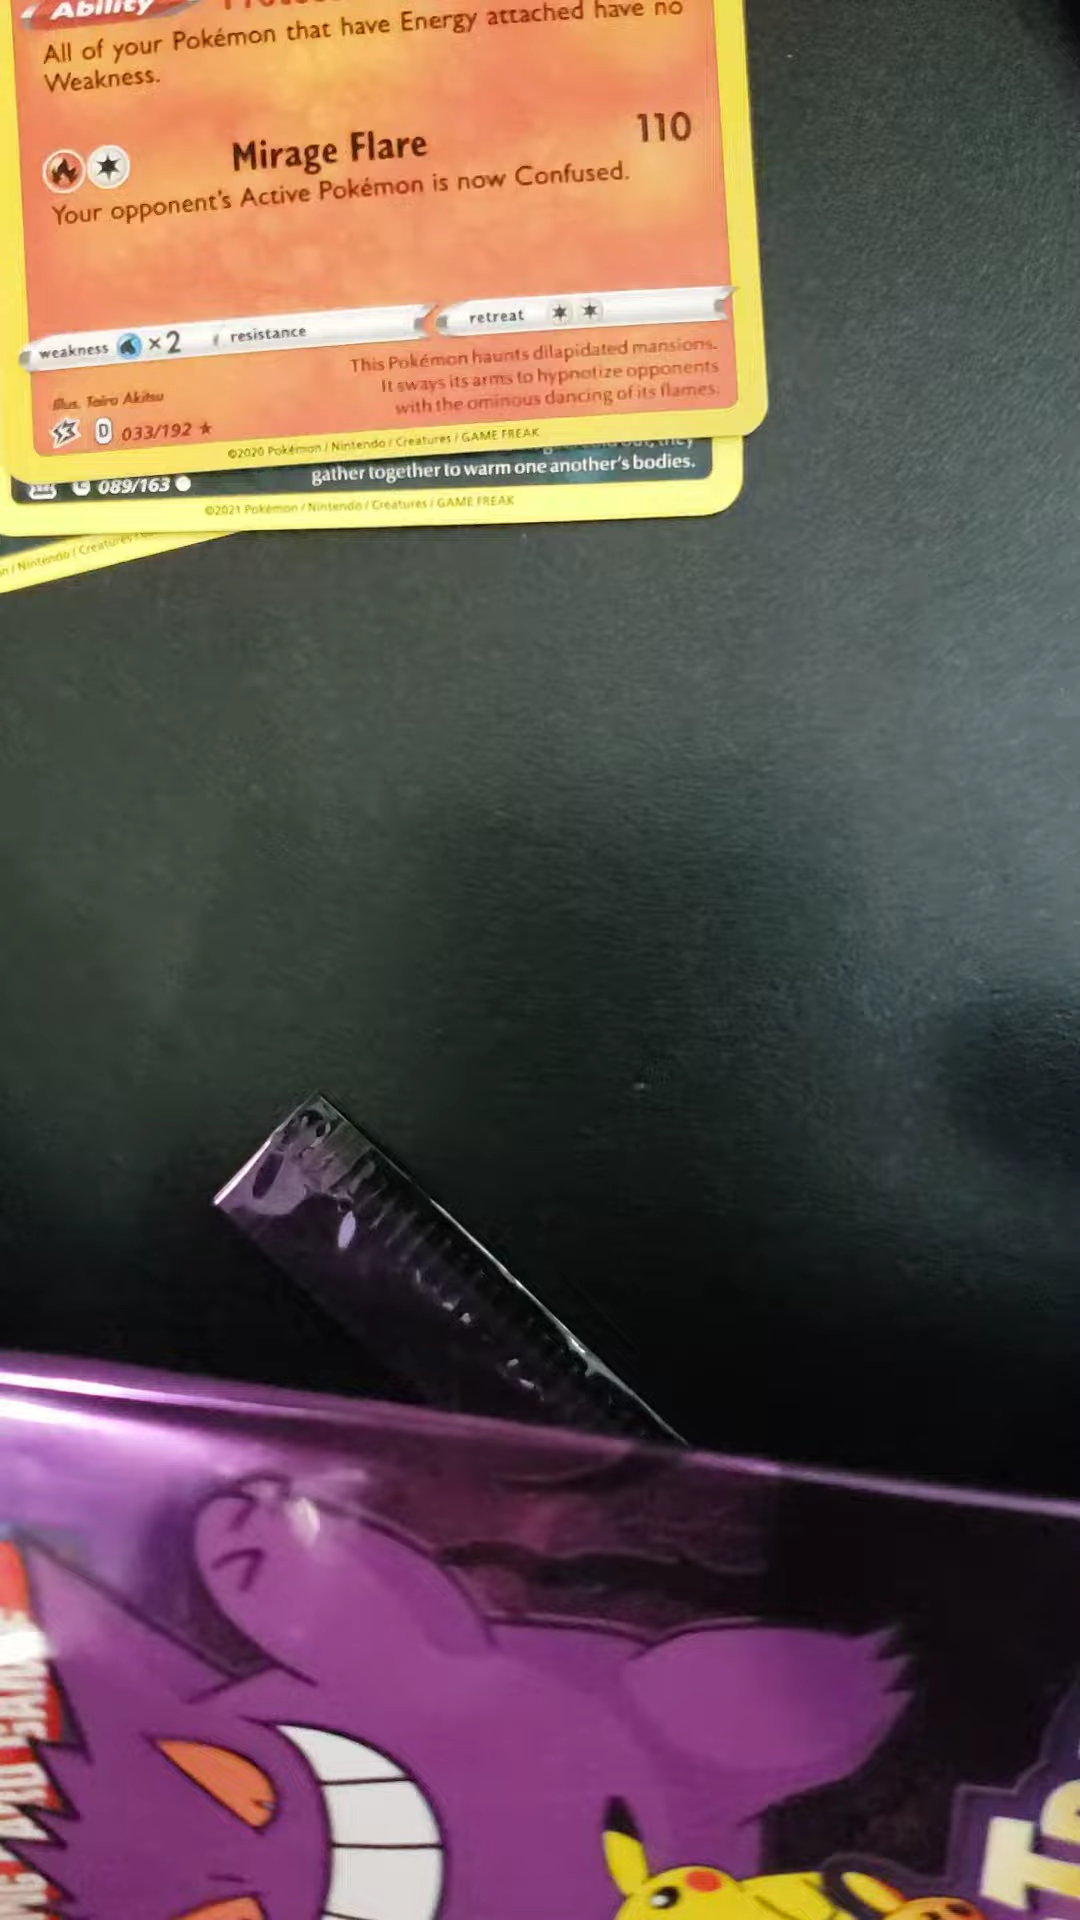 Ability
All of your Pokémon that have Energy attached have no
Weakness.
Mirage Flare 110
Your opponent's Active Pokémon is now Confused.
weakness ×2 resistance retreat
This Pokémon haunts dilapidated mansions.
It sways its arms to hypnotize opponents
with the ominous dancing of its flames.
Illus. Taira Akitsu
D 033/192
©2020 Pokémon / Nintendo / Creatures / GAME FREAK
they
gather together to warm one another's bodies.
089/163
©2021 Pokémon / Nintendo / Creatures / GAME FREAK
/ Nintendo / Creatures /